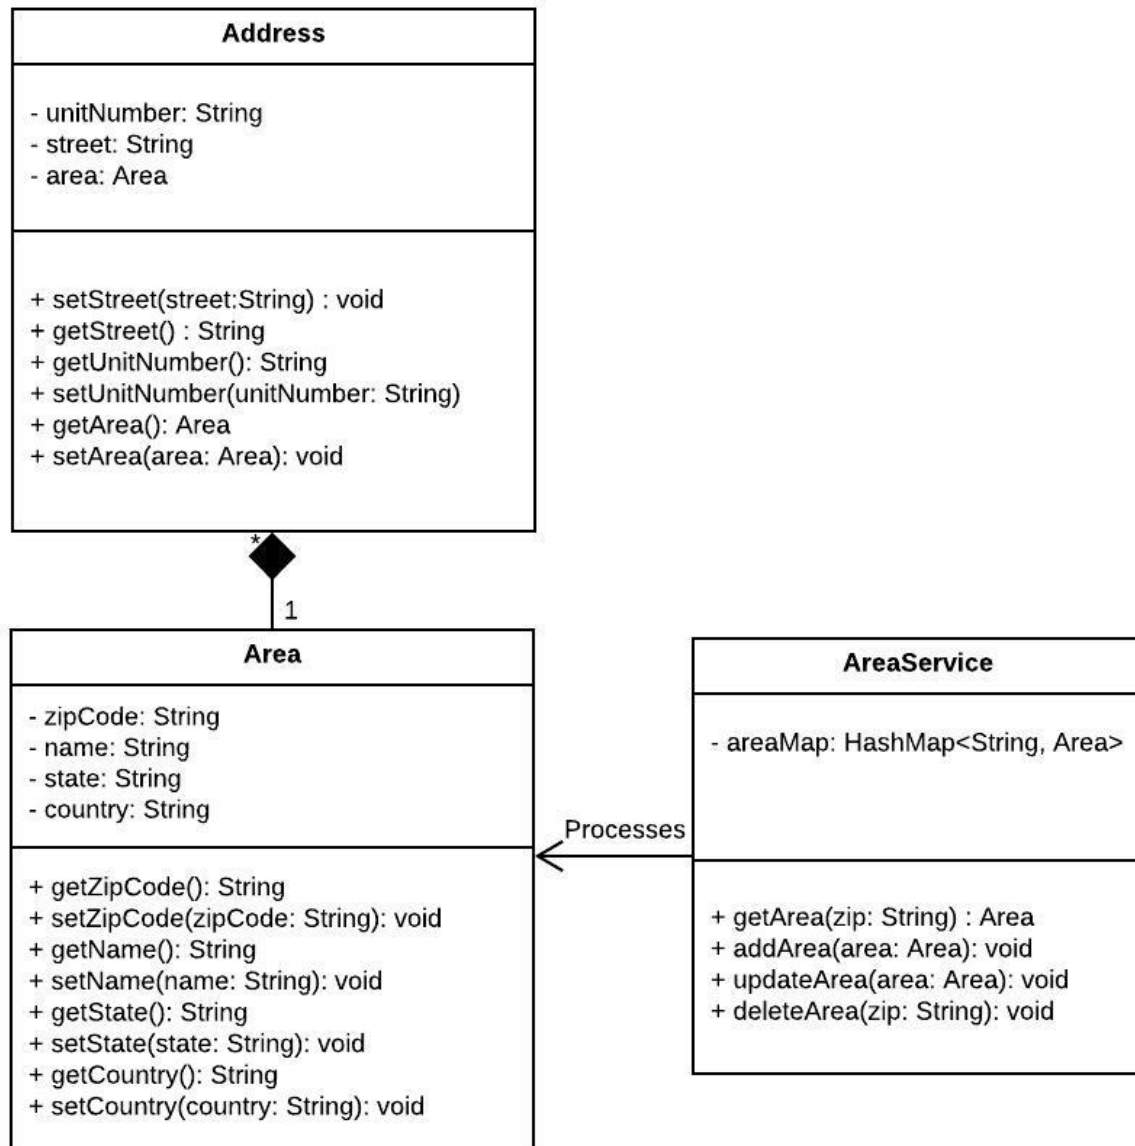 Address
- unitNumber: String
- street: String
- area: Area
+ setStreet(street:String) : void
+ getStreet() : String
+ getUnitNumber(): String
+ setUnitNumber(unitNumber: String)
+ getArea(): Area
+ setArea(area: Area): void
*
1
Area
- zipCode: String
- name: String
- state: String
- country: String
+ getZipCode(): String
+ setZipCode(zipCode: String): void
+ getName(): String
+ setName(name: String): void
+ getState(): String
+ setState(state: String): void
+ getCountry(): String
+ setCountry(country: String): void
Processes
AreaService
- areaMap: HashMap<String, Area>
+ getArea(zip: String) : Area
+ addArea(area: Area): void
+ updateArea(area: Area): void
+ deleteArea(zip: String): void